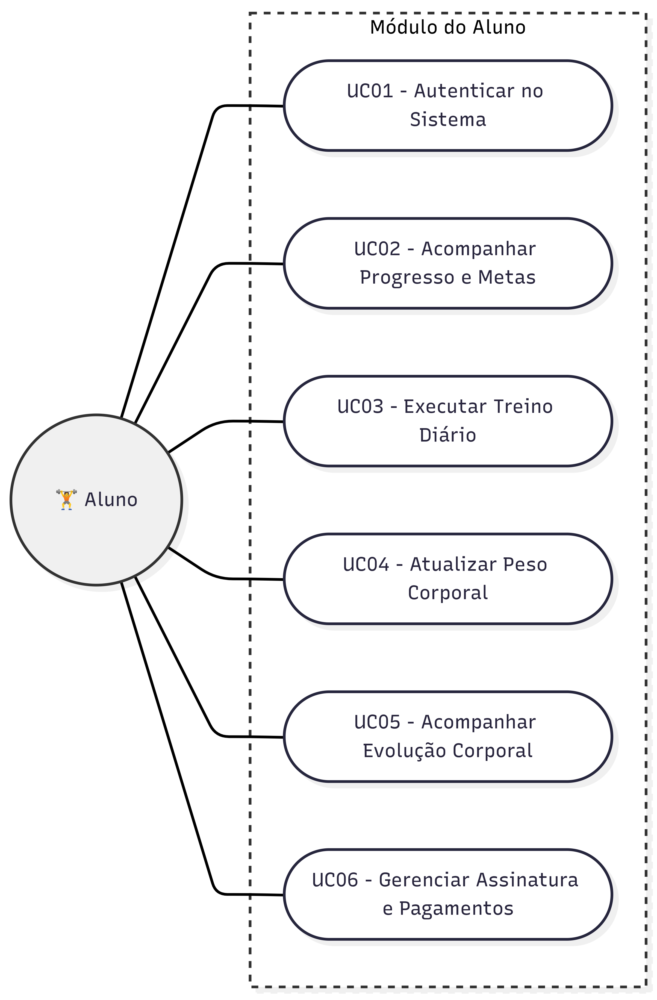 Módulo do Aluno
UC01 - Autenticar no
Sistema
UC02 - Acompanhar
Progresso e Metas
UC03 - Executar Treino
Diário
🏋️ Aluno
UC04 - Atualizar Peso
Corporal
UC05 - Acompanhar
Evolução Corporal
UC06 - Gerenciar Assinatura
e Pagamentos